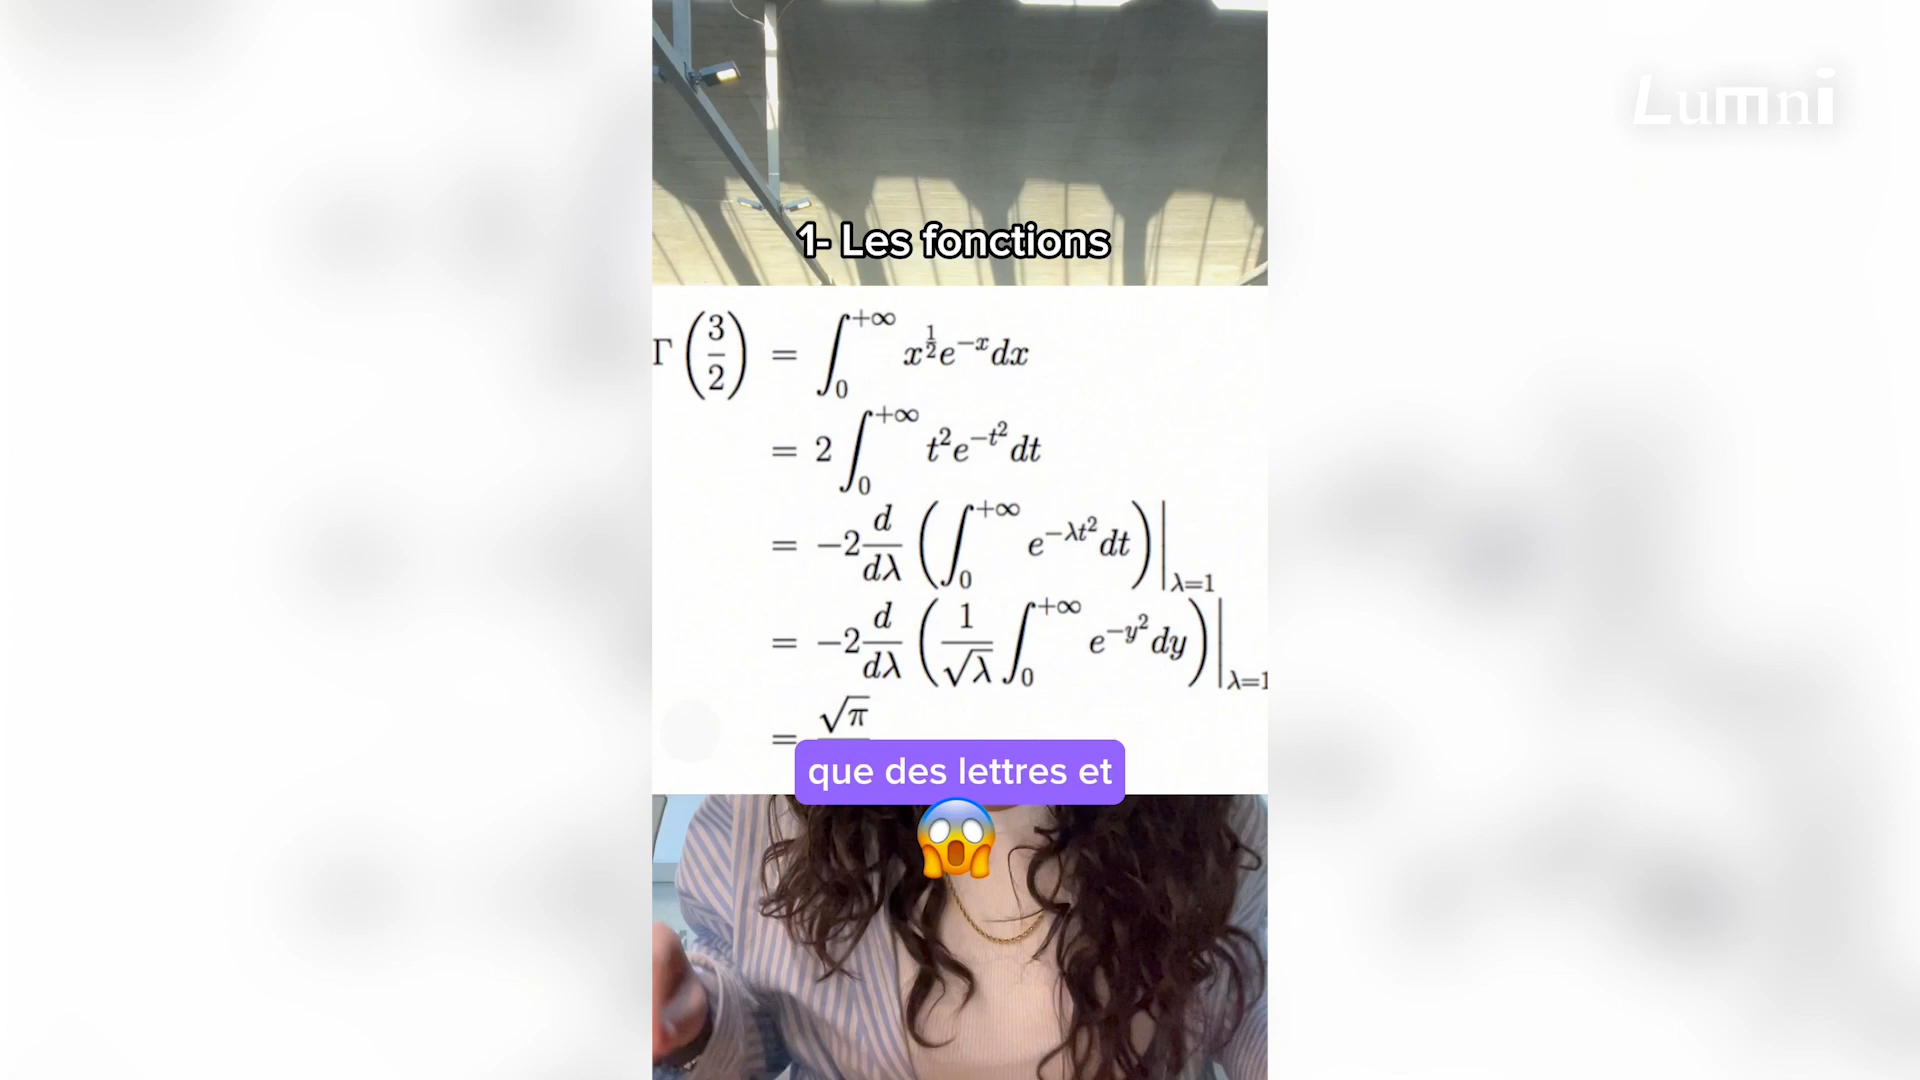 Lumni
1- Les fonctions
Γ(3/2) = ∫₀^{+∞} x^{1/2} e^{-x} dx
= 2 ∫₀^{+∞} t² e^{-t²} dt
= -2 d/dλ (∫₀^{+∞} e^{-λt²} dt)|_{λ=1}
= -2 d/dλ (1/√λ ∫₀^{+∞} e^{-y²} dy)|_{λ=1}
= √π
que des lettres et